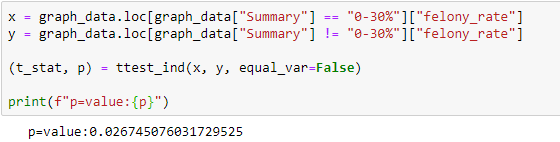 x = graph_data.loc[graph_data["Summary"] == "0-30%"]["felony_rate"]
y = graph_data.loc[graph_data["Summary"] != "0-30%"]["felony_rate"]
(t_stat, p) = ttest_ind(x, y, equal_var=False)
print(f"p=value:{p}")
p=value:0.026745076031729525